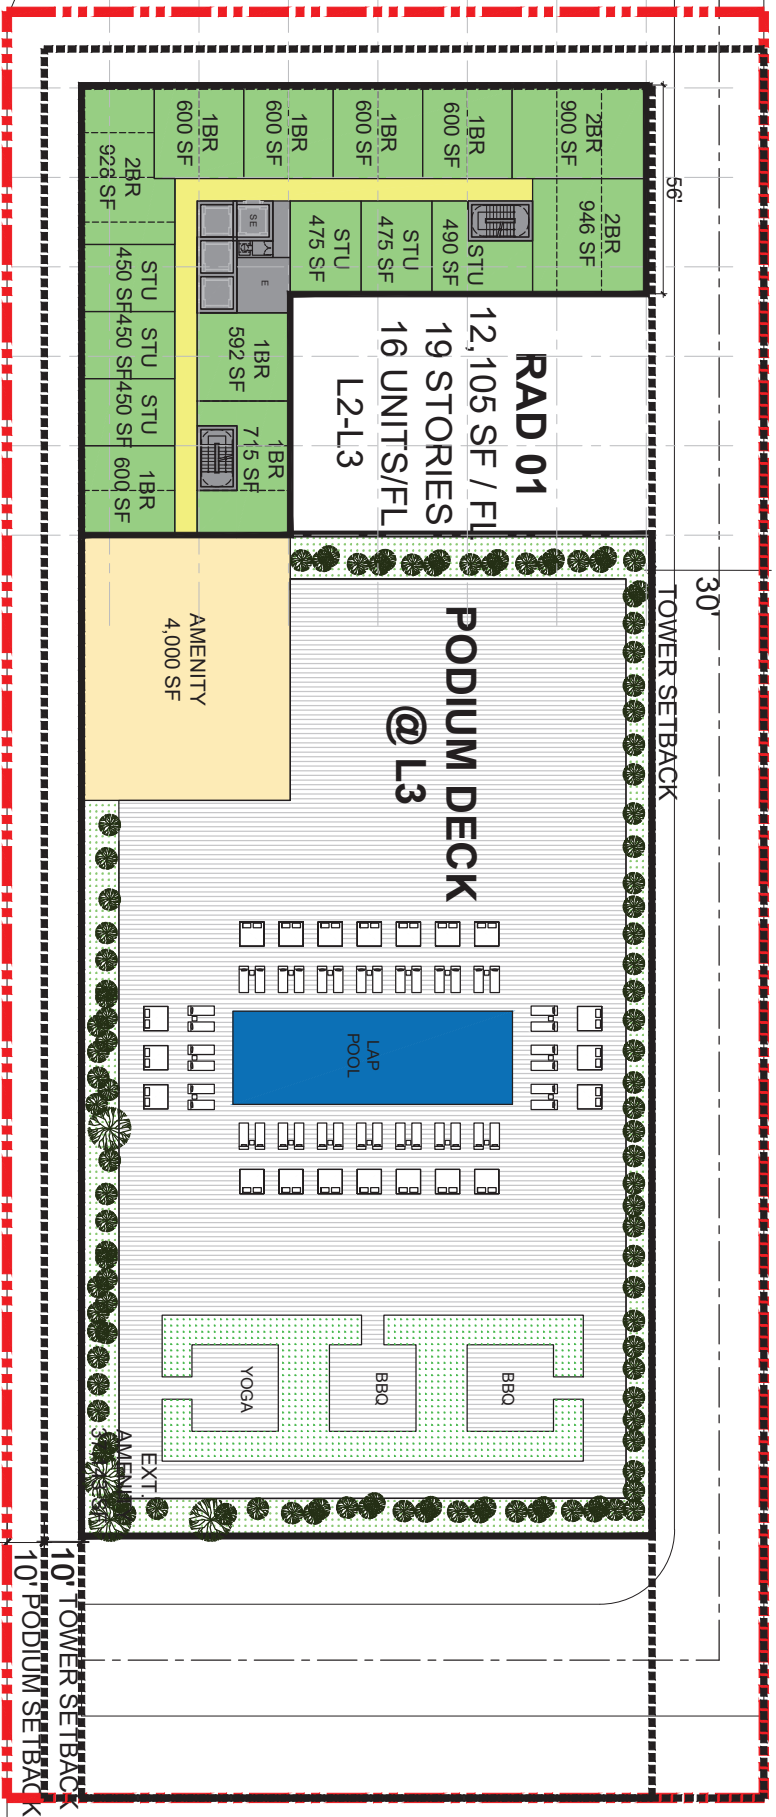 56'
2BR
900 SF
1BR
600 SF
1BR
600 SF
1BR
600 SF
1BR
600 SF
2BR
946 SF
STU
490 SF
STU
475 SF
STU
475 SF
SE
E
2BR
928 SF
STU
450 SF
STU
450 SF
STU
450 SF
1BR
600 SF
1BR
592 SF
1BR
715 SF
RAD 01
12,105 SF / FL
19 STORIES
16 UNITS/FL
L2-L3
30'
TOWER SETBACK
PODIUM DECK
@ L3
AMENITY
4,000 SF
LAP
POOL
BBQ
BBQ
YOGA
EXT.
AMENITY
10' TOWER SETBACK
10' PODIUM SETBACK